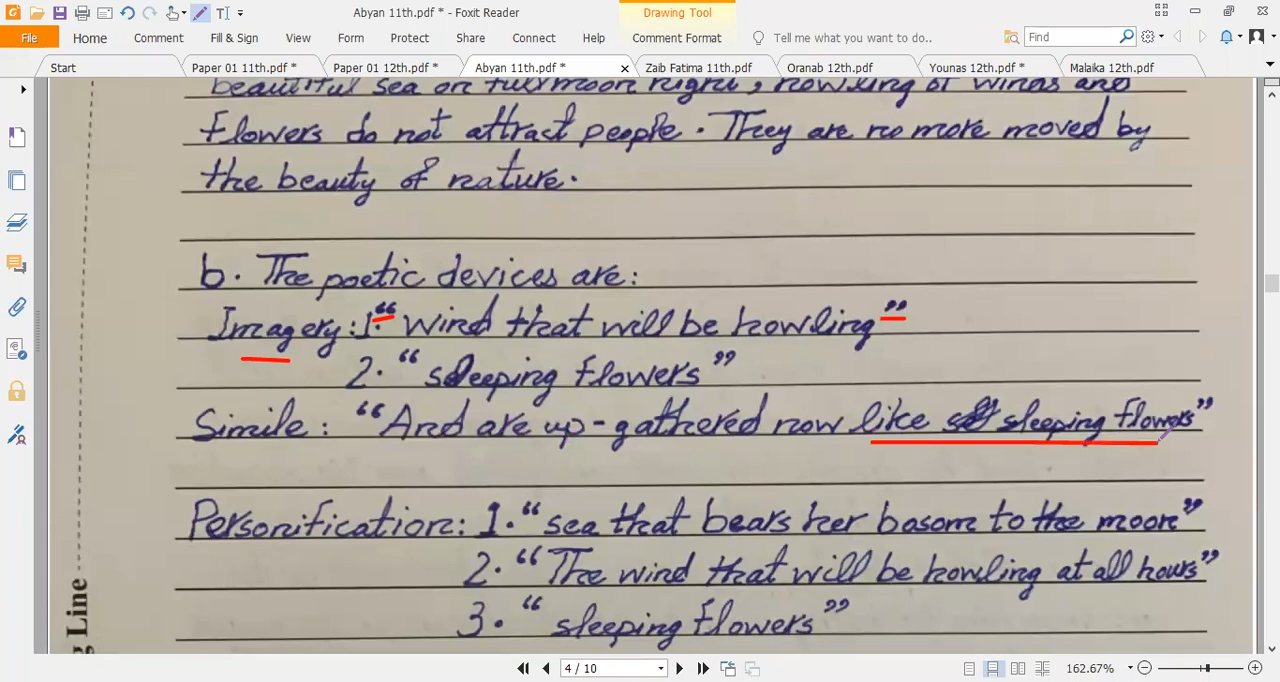 Abyan 11th.pdf * - Foxit Reader
Drawing Tool
File Home Comment Fill & Sign View Form Protect Share Connect Help Comment Format Tell me what you want to do.. Find
Start Paper 01 11th.pdf * Paper 01 12th.pdf * Abyan 11th.pdf * Zaib Fatima 11th.pdf Oranab 12th.pdf Younas 12th.pdf * Malaika 12th.pdf
beautiful sea on full moon night, howling of winds and
flowers do not attract people. They are no more moved by
the beauty of nature.
b. The poetic devices are:
Imagery: 1. "Wind that will be howling"
2. "sleeping flowers"
Simile: "And are up-gathered now like sleeping flowers"
Personification: 1. "sea that bears her bosom to the moon"
2. "The wind that will be howling at all hours"
3. "sleeping flowers"
g Line
4 / 10
162.67%